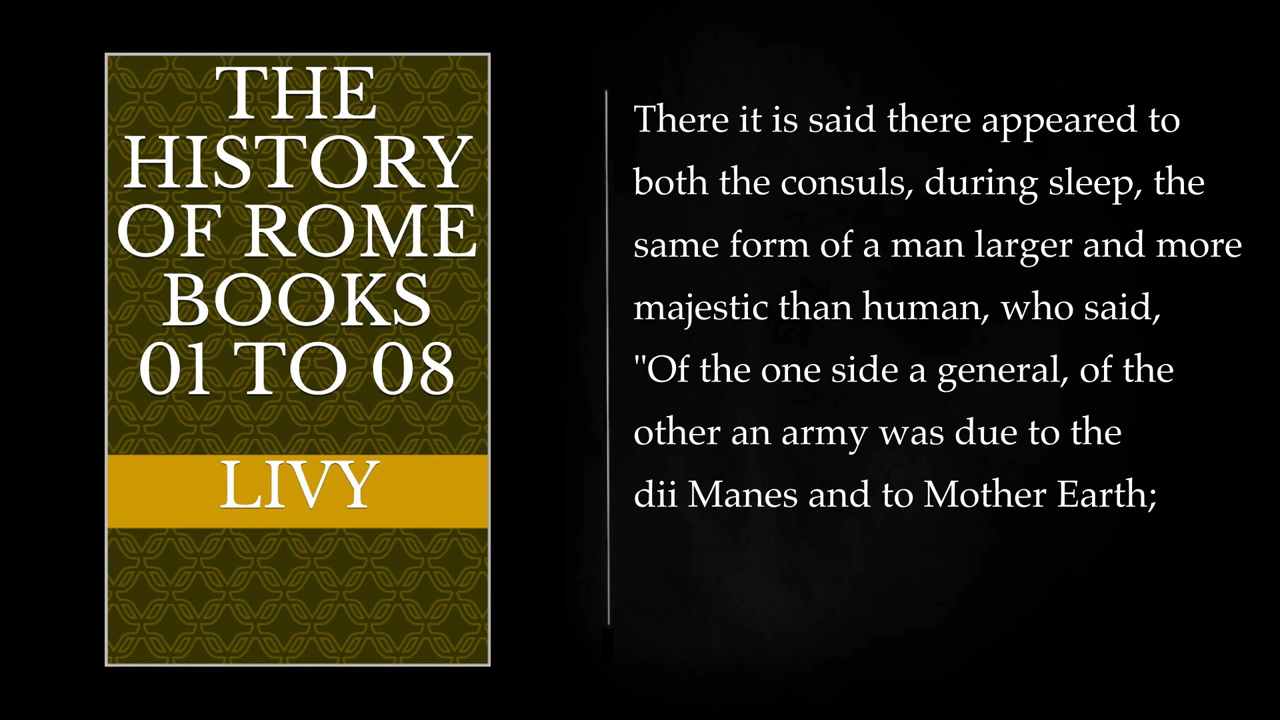 THE
HISTORY
OF ROME
BOOKS
01 TO 08
LIVY
There it is said there appeared to
both the consuls, during sleep, the
same form of a man larger and more
majestic than human, who said,
"Of the one side a general, of the
other an army was due to the
dii Manes and to Mother Earth;